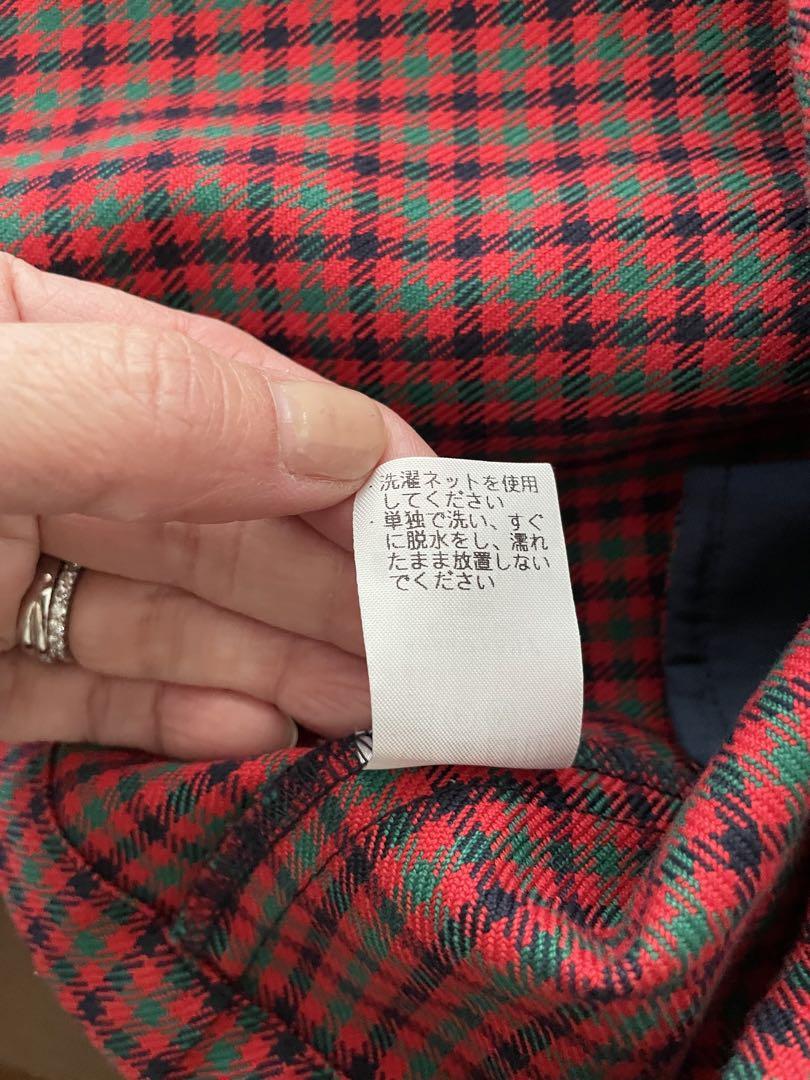 ・洗濯ネットを使用
してください
・単独で洗い、すぐ
に脱水をし、濡れ
たまま放置しない
でください